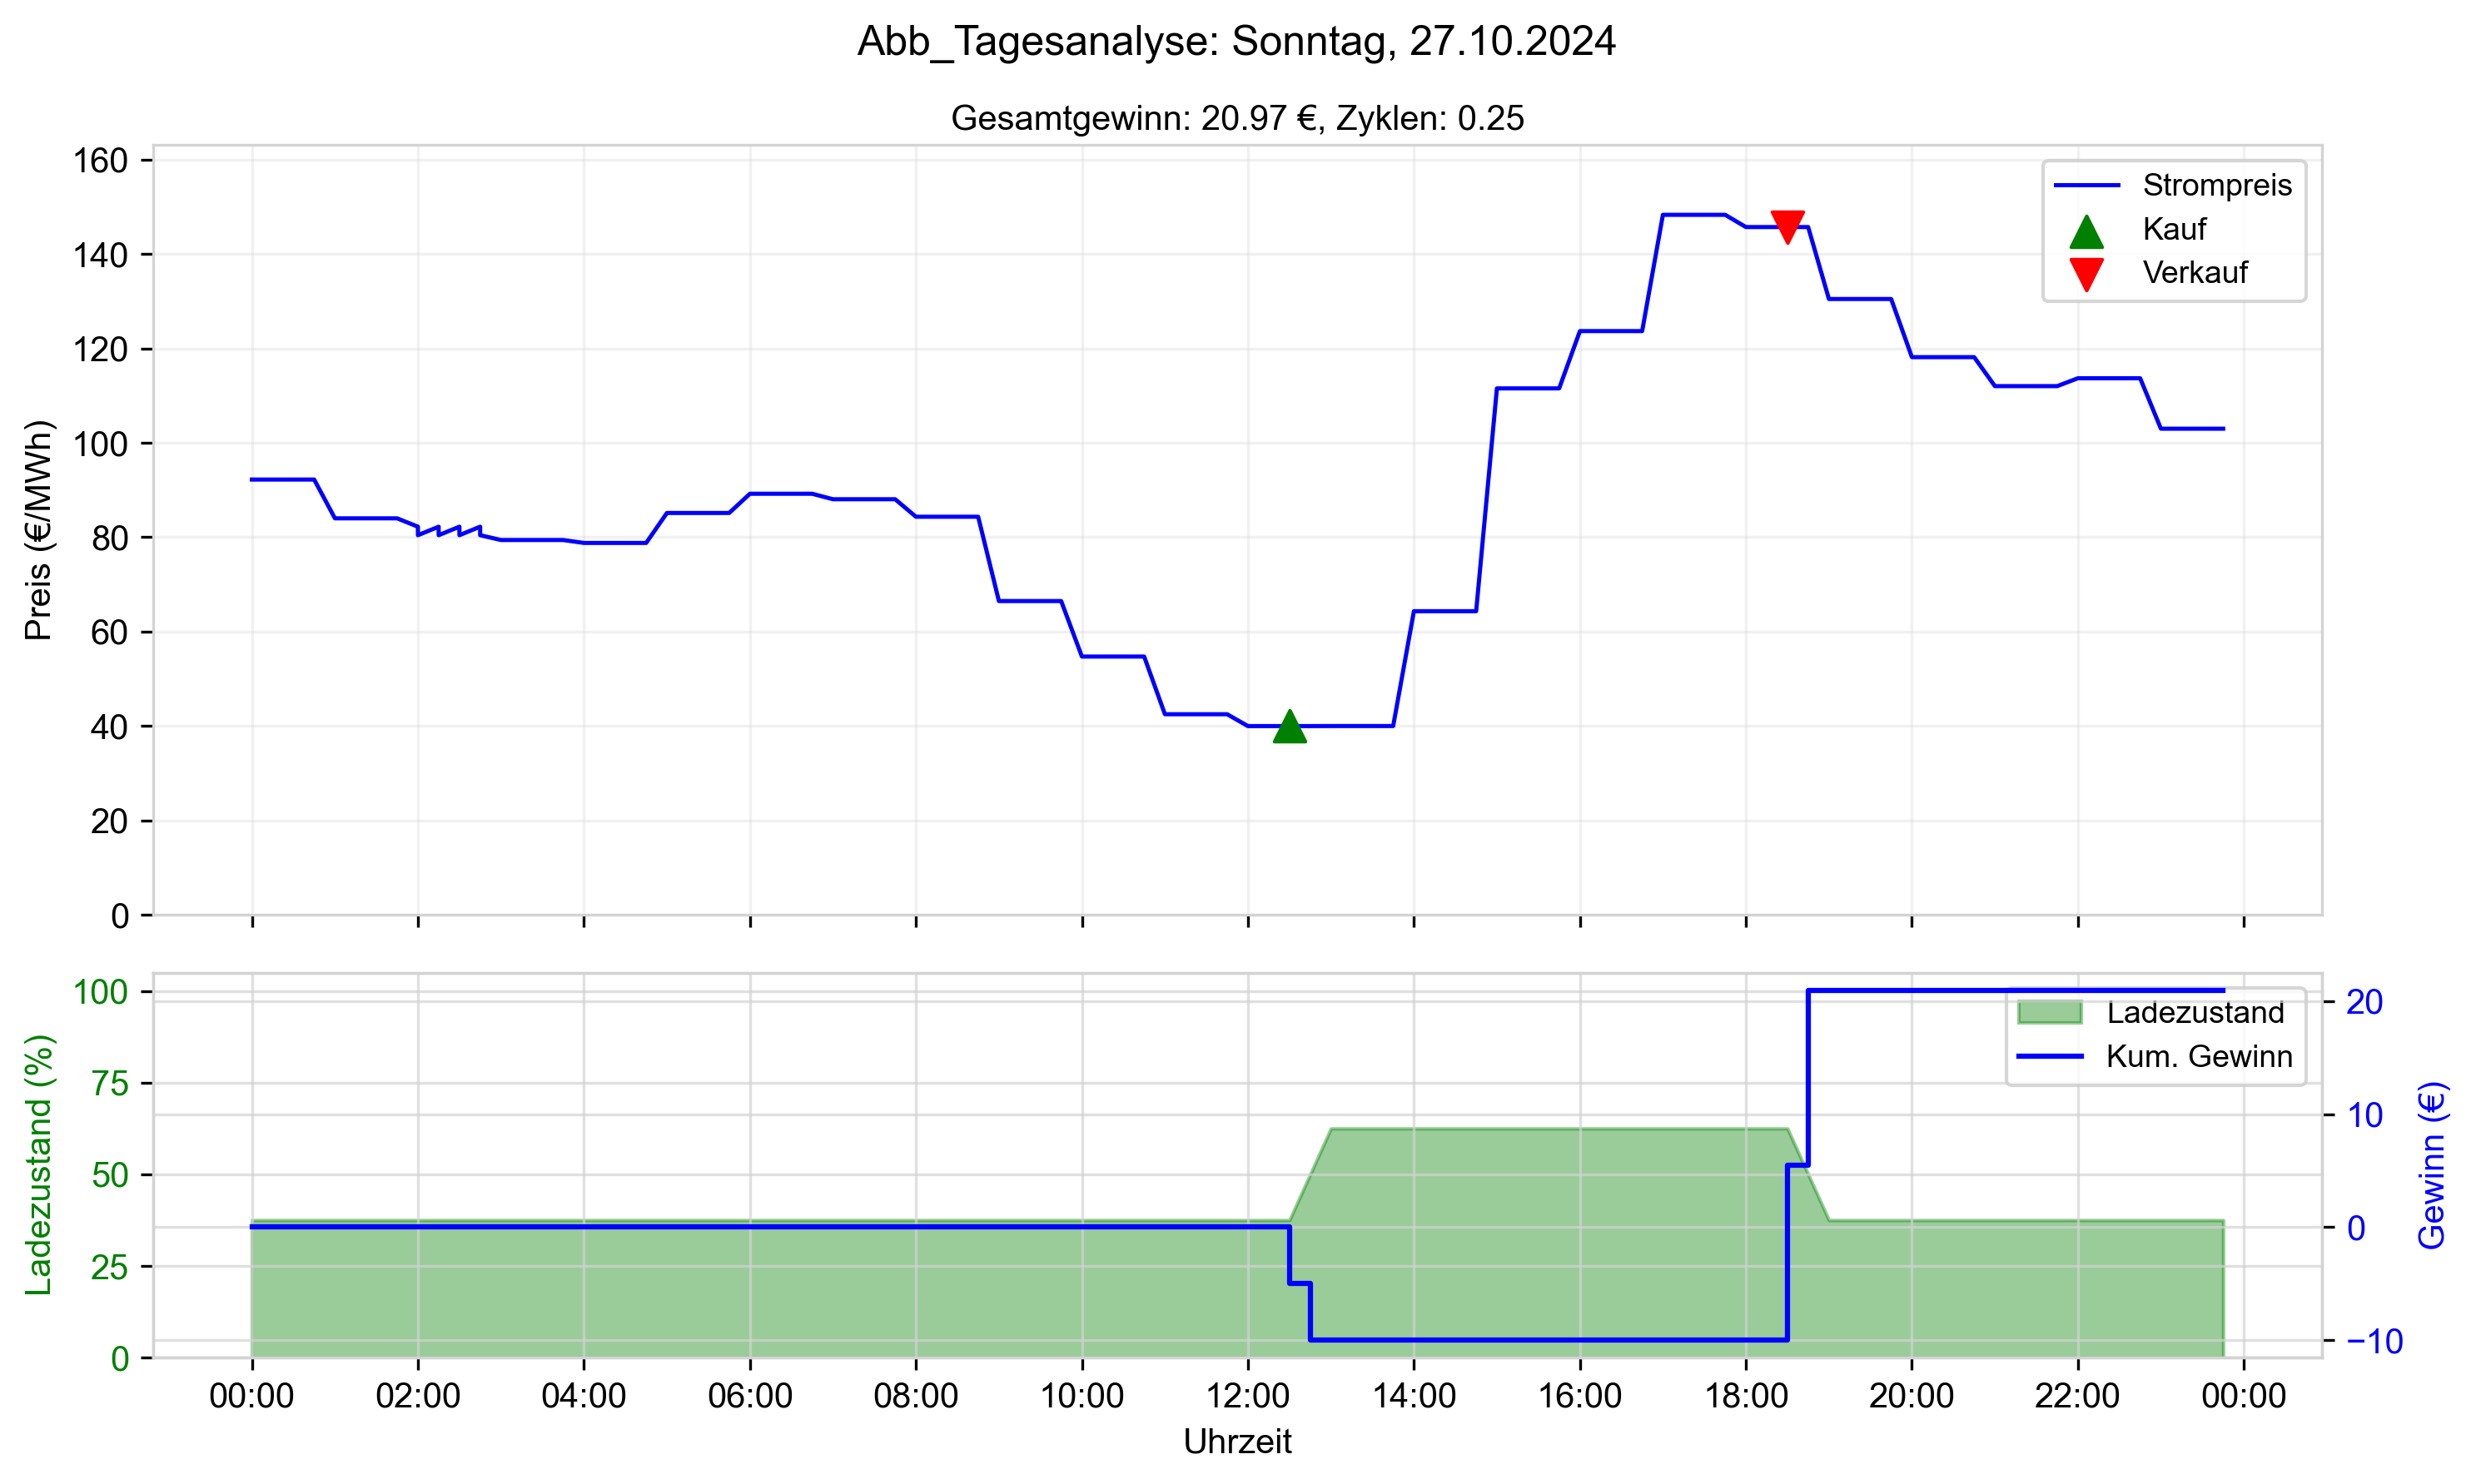 Abb_Tagesanalyse: Sonntag, 27.10.2024
Gesamtgewinn: 20.97 €, Zyklen: 0.25
Preis (€/MWh)
160
140
120
100
80
60
40
20
0
Strompreis
Kauf
Verkauf
Ladezustand (%)
100
75
50
25
0
Ladezustand
Kum. Gewinn
20
10
0
−10
Gewinn (€)
00:00 02:00 04:00 06:00 08:00 10:00 12:00 14:00 16:00 18:00 20:00 22:00 00:00
Uhrzeit